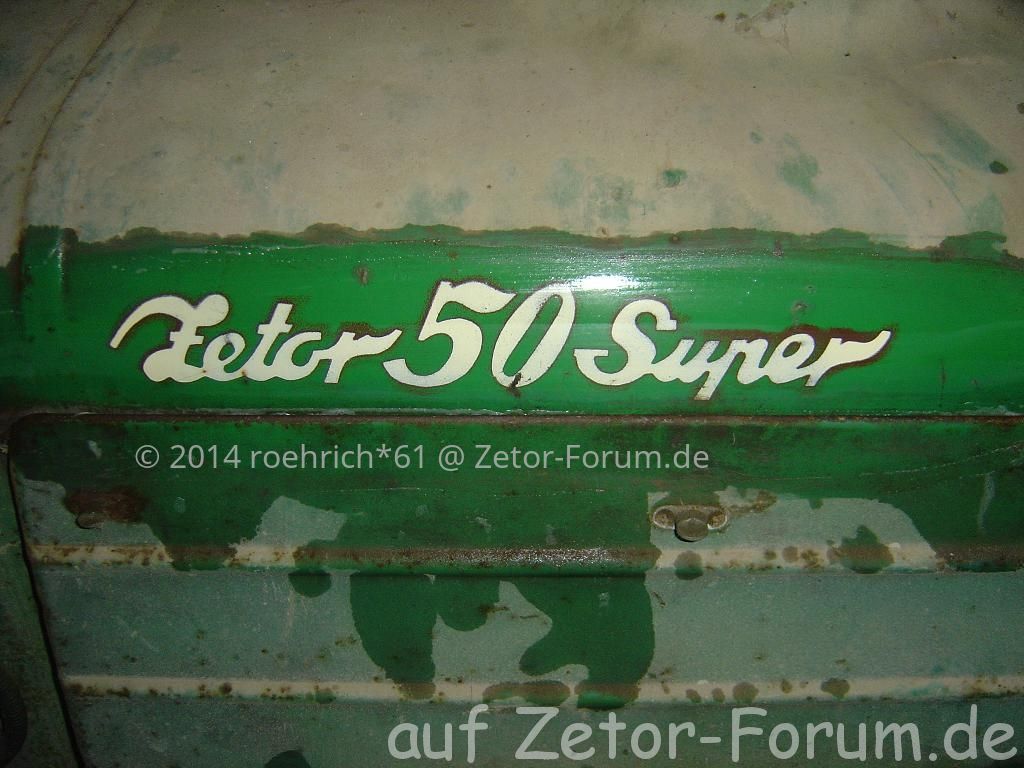 Zetor 50 Super
© 2014 roehrich*61 @ Zetor-Forum.de
auf Zetor-Forum.de